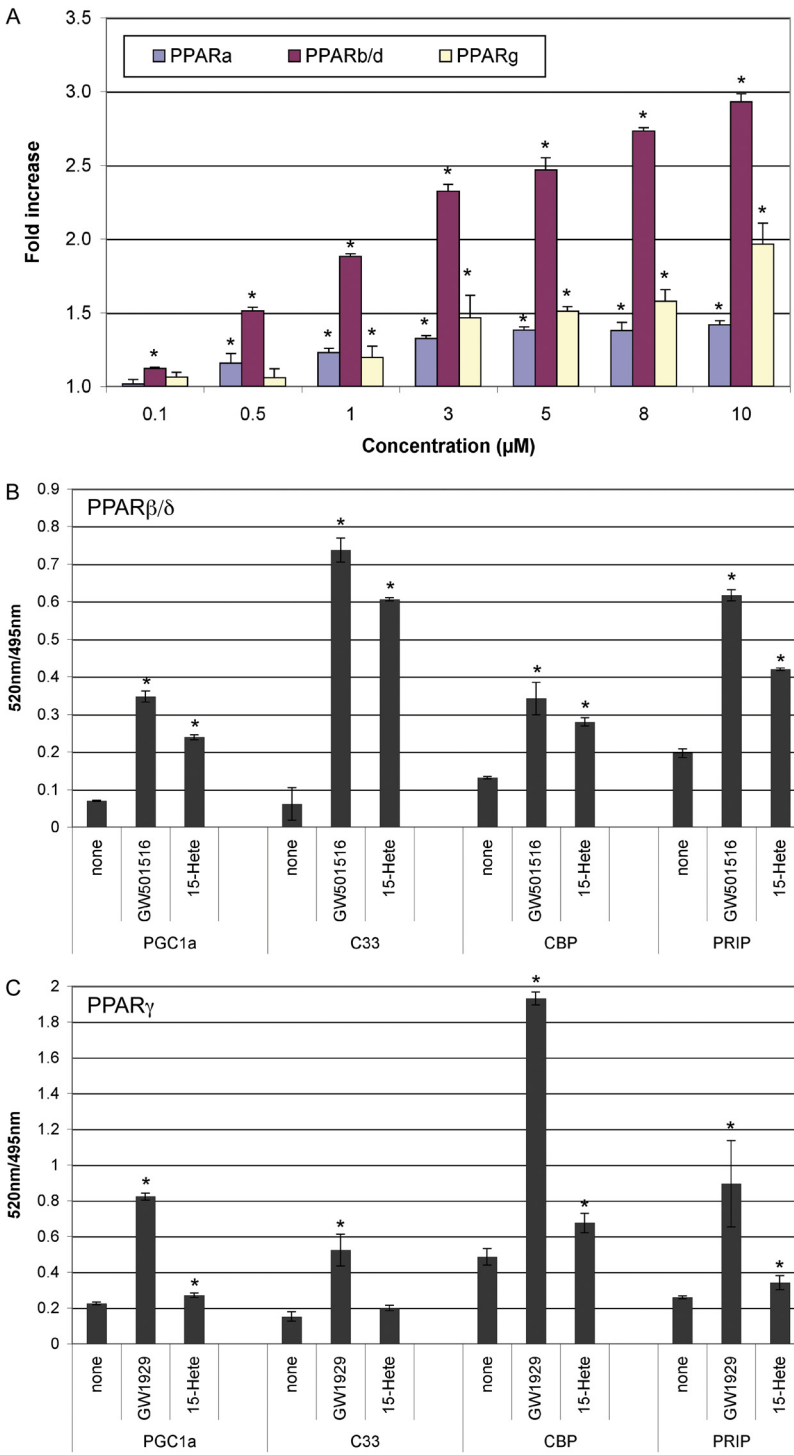 A
3.5
PPARa PPARb/d PPARg
3.0
2.5
2.0
1.5
1.0
Fold increase
* * * * * * * * * * * * * * * * * * *
0.1 0.5 1 3 5 8 10
Concentration (µM)
B
PPARβ/δ
0.9
0.8
0.7
0.6
0.5
0.4
0.3
0.2
0.1
0
520nm/495nm
* * * * * * * *
none GW501516 15-Hete none GW501516 15-Hete none GW501516 15-Hete none GW501516 15-Hete
PGC1a C33 CBP PRIP
C
PPARγ
2
1.8
1.6
1.4
1.2
1
0.8
0.6
0.4
0.2
0
520nm/495nm
* * * * * * *
none GW1929 15-Hete none GW1929 15-Hete none GW1929 15-Hete none GW1929 15-Hete
PGC1a C33 CBP PRIP